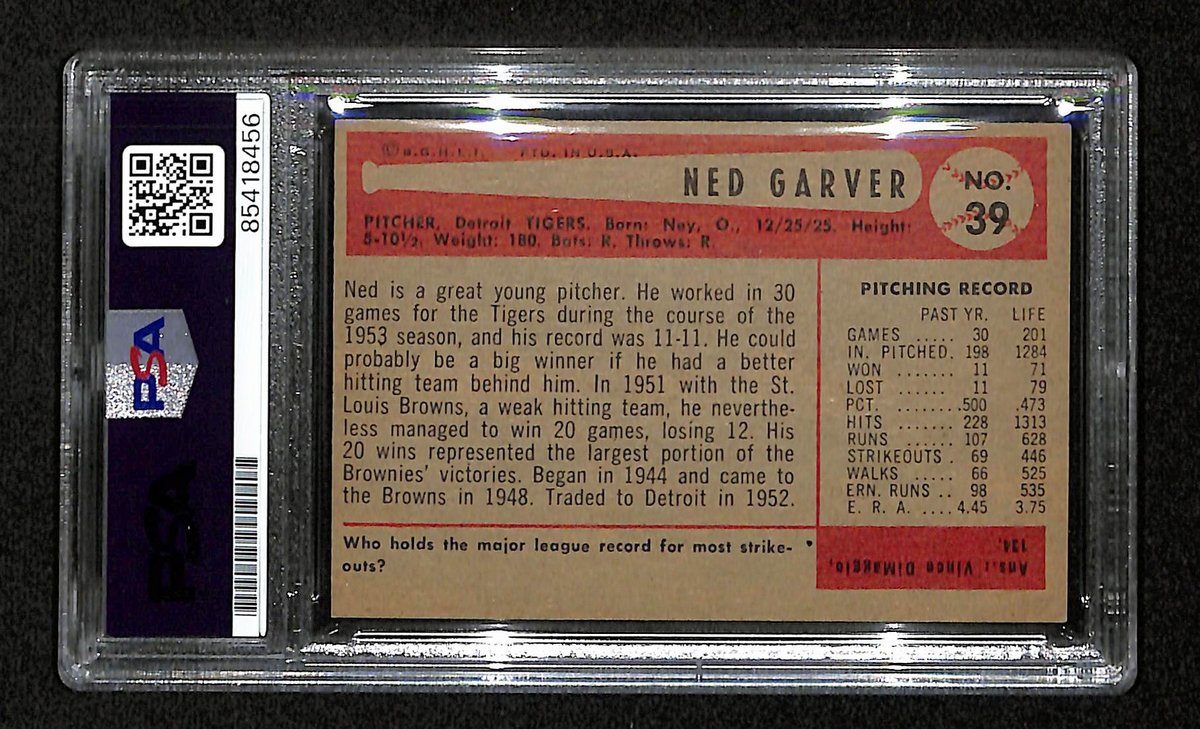 85418456
PSA
PSA
© B.G.H.L.I. PTD. IN U.S.A.
NED GARVER
NO.
39
PITCHER, Detroit TIGERS. Born: Ney, O., 12/25/25. Height:
5-10½. Weight: 180. Bats: R. Throws: R.
Ned is a great young pitcher. He worked in 30
games for the Tigers during the course of the
1953 season, and his record was 11-11. He could
probably be a big winner if he had a better
hitting team behind him. In 1951 with the St.
Louis Browns, a weak hitting team, he neverthe-
less managed to win 20 games, losing 12. His
20 wins represented the largest portion of the
Brownies' victories. Began in 1944 and came to
the Browns in 1948. Traded to Detroit in 1952.
Who holds the major league record for most strike-
outs?
PITCHING RECORD
PAST YR. LIFE
GAMES ..... 30 201
IN. PITCHED. 198 1284
WON ....... 11 71
LOST ...... 11 79
PCT. ........ .500 .473
HITS ....... 228 1313
RUNS ...... 107 628
STRIKEOUTS . 69 446
WALKS ..... 66 525
ERN. RUNS .. 98 535
E. R. A. .... 4.45 3.75
Ans.: Vince DiMaggio,
134.